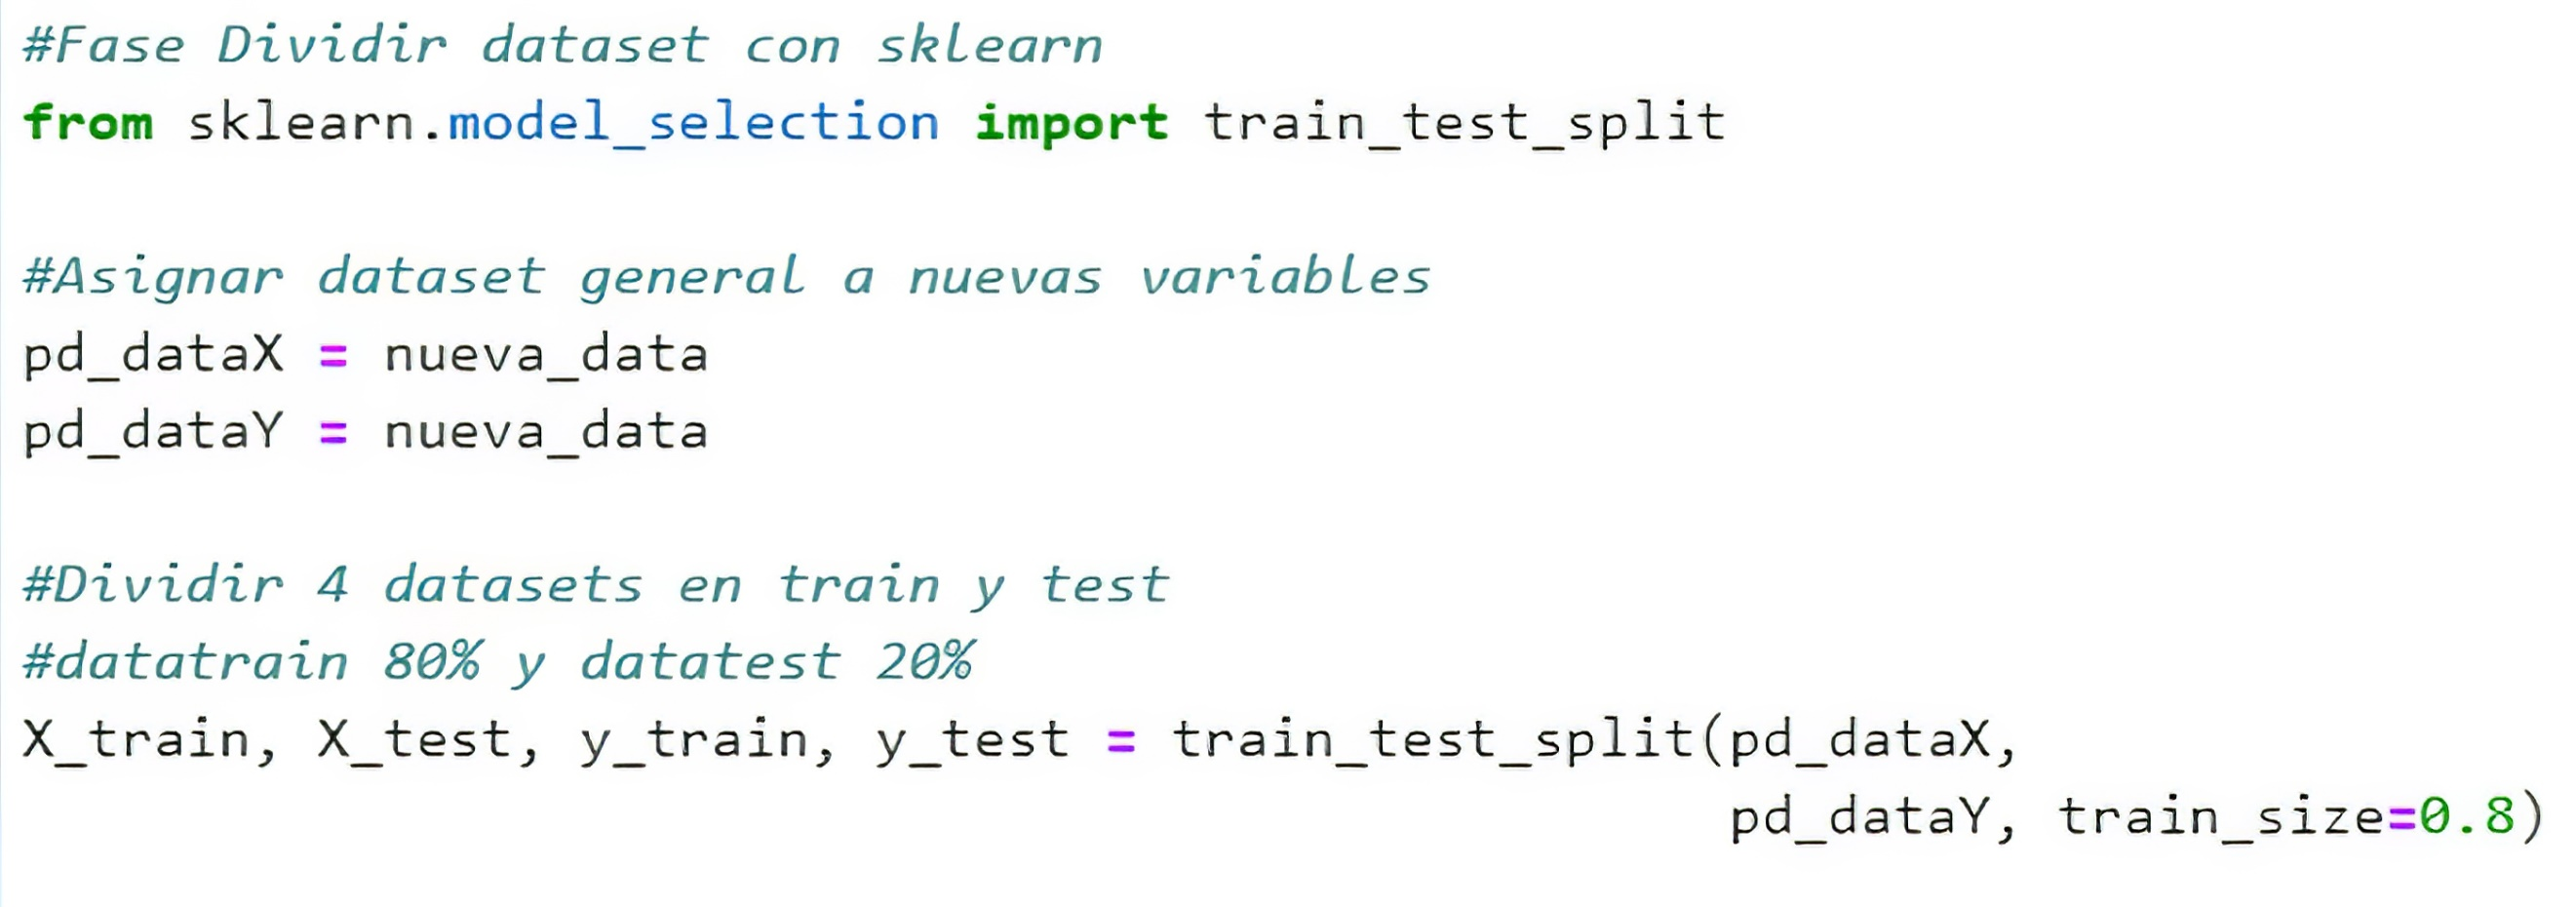 #Fase Dividir dataset con sklearn
from sklearn.model_selection import train_test_split
#Asignar dataset general a nuevas variables
pd_dataX = nueva_data
pd_dataY = nueva_data
#Dividir 4 datasets en train y test
#datatrain 80% y datatest 20%
X_train, X_test, y_train, y_test = train_test_split(pd_dataX,
pd_dataY, train_size=0.8)